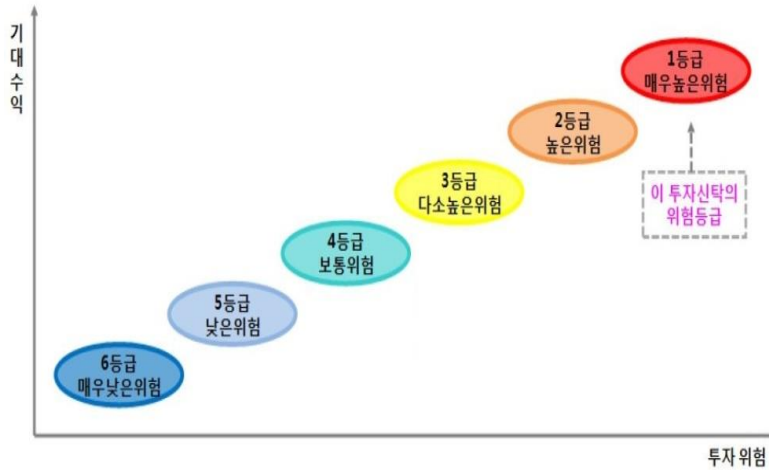 기대수익
1등급
매우높은위험
2등급
높은위험
이 투자신탁의
위험등급
3등급
다소높은위험
4등급
보통위험
5등급
낮은위험
6등급
매우낮은위험
투자 위험